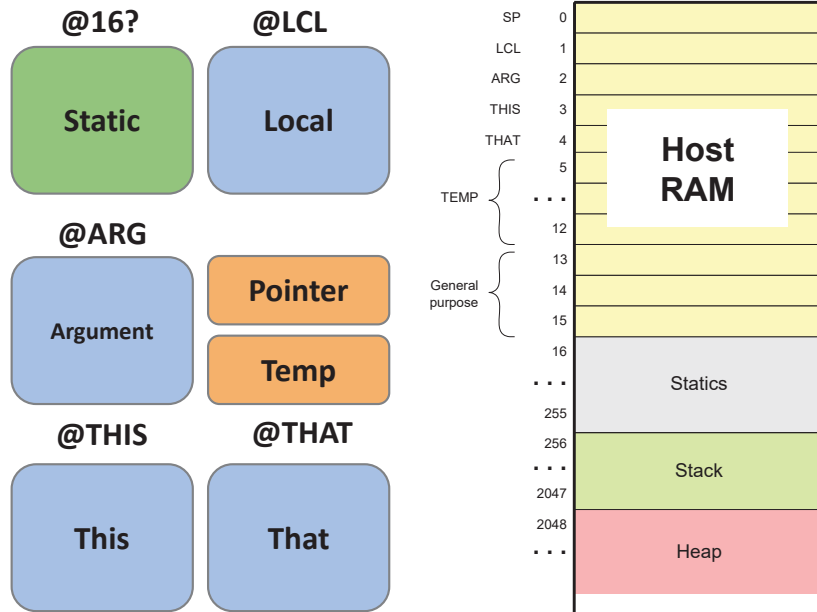 @16?
@LCL
Static
Local
@ARG
Argument
Pointer
Temp
@THIS
@THAT
This
That
SP 0
LCL 1
ARG 2
THIS 3
THAT 4
5
TEMP . . .
12
13
General
purpose
14
15
16
. . .
255
256
. . .
2047
2048
. . .
Host
RAM
Statics
Stack
Heap